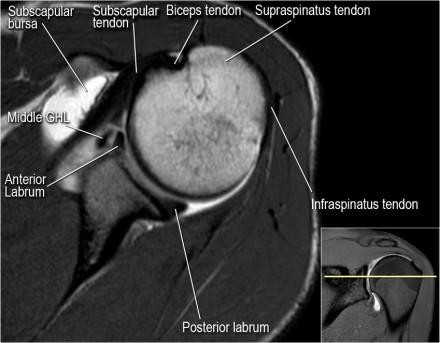 Subscapular
bursa
Subscapular
tendon
Biceps tendon
Supraspinatus tendon
Middle GHL
Anterior
Labrum
Infraspinatus tendon
Posterior labrum